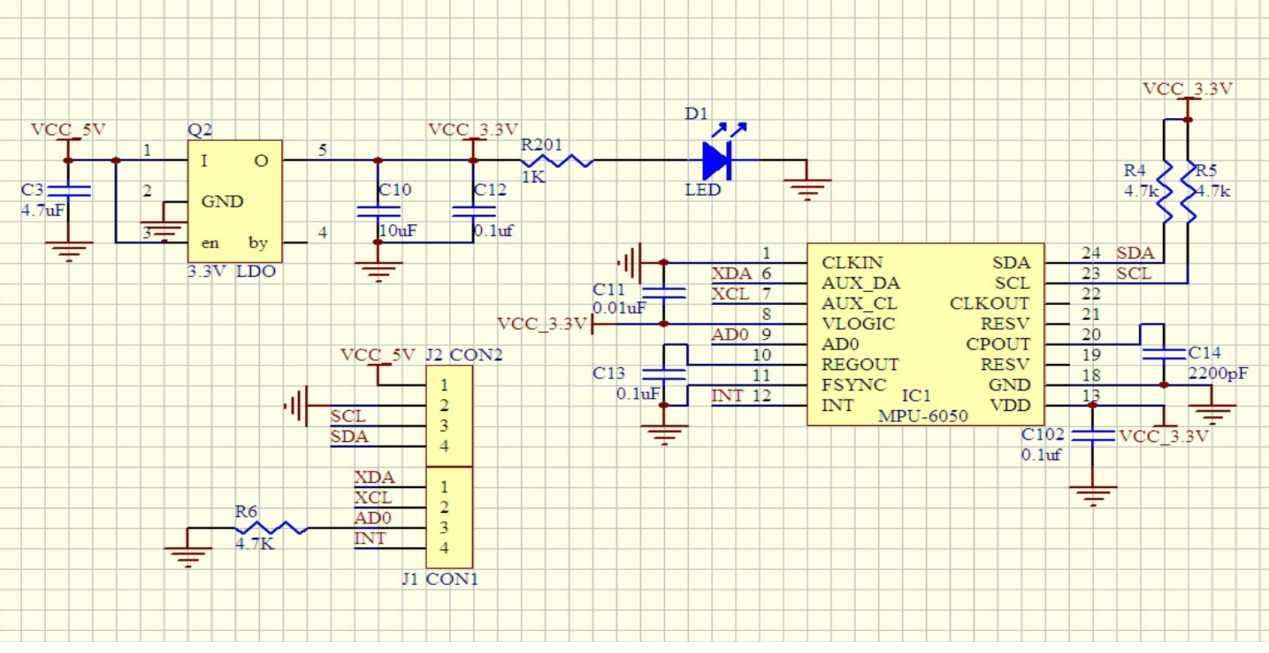 VCC_5V
Q2
1
I
O
5
2
GND
3
en
by
4
3.3V LDO
C3
4.7uF
VCC_3.3V
C10
10uF
C12
0.1uf
R201
1K
D1
LED
VCC_3.3V
R4
4.7k
R5
4.7k
1
CLKIN
XDA 6
AUX_DA
XCL 7
AUX_CL
8
VLOGIC
AD0 9
AD0
10
REGOUT
11
FSYNC
INT 12
INT
C11
0.01uF
VCC_3.3V
C13
0.1uF
SDA
24 SDA
SCL
23 SCL
CLKOUT
22
RESV
21
CPOUT
20
RESV
19
GND
18
VDD
13
IC1
MPU-6050
C14
2200pF
C102
0.1uf
VCC_3.3V
VCC_5V
J2 CON2
1
2
SCL
3
SDA
4
XDA
1
XCL
2
AD0
3
INT
4
R6
4.7K
J1 CON1